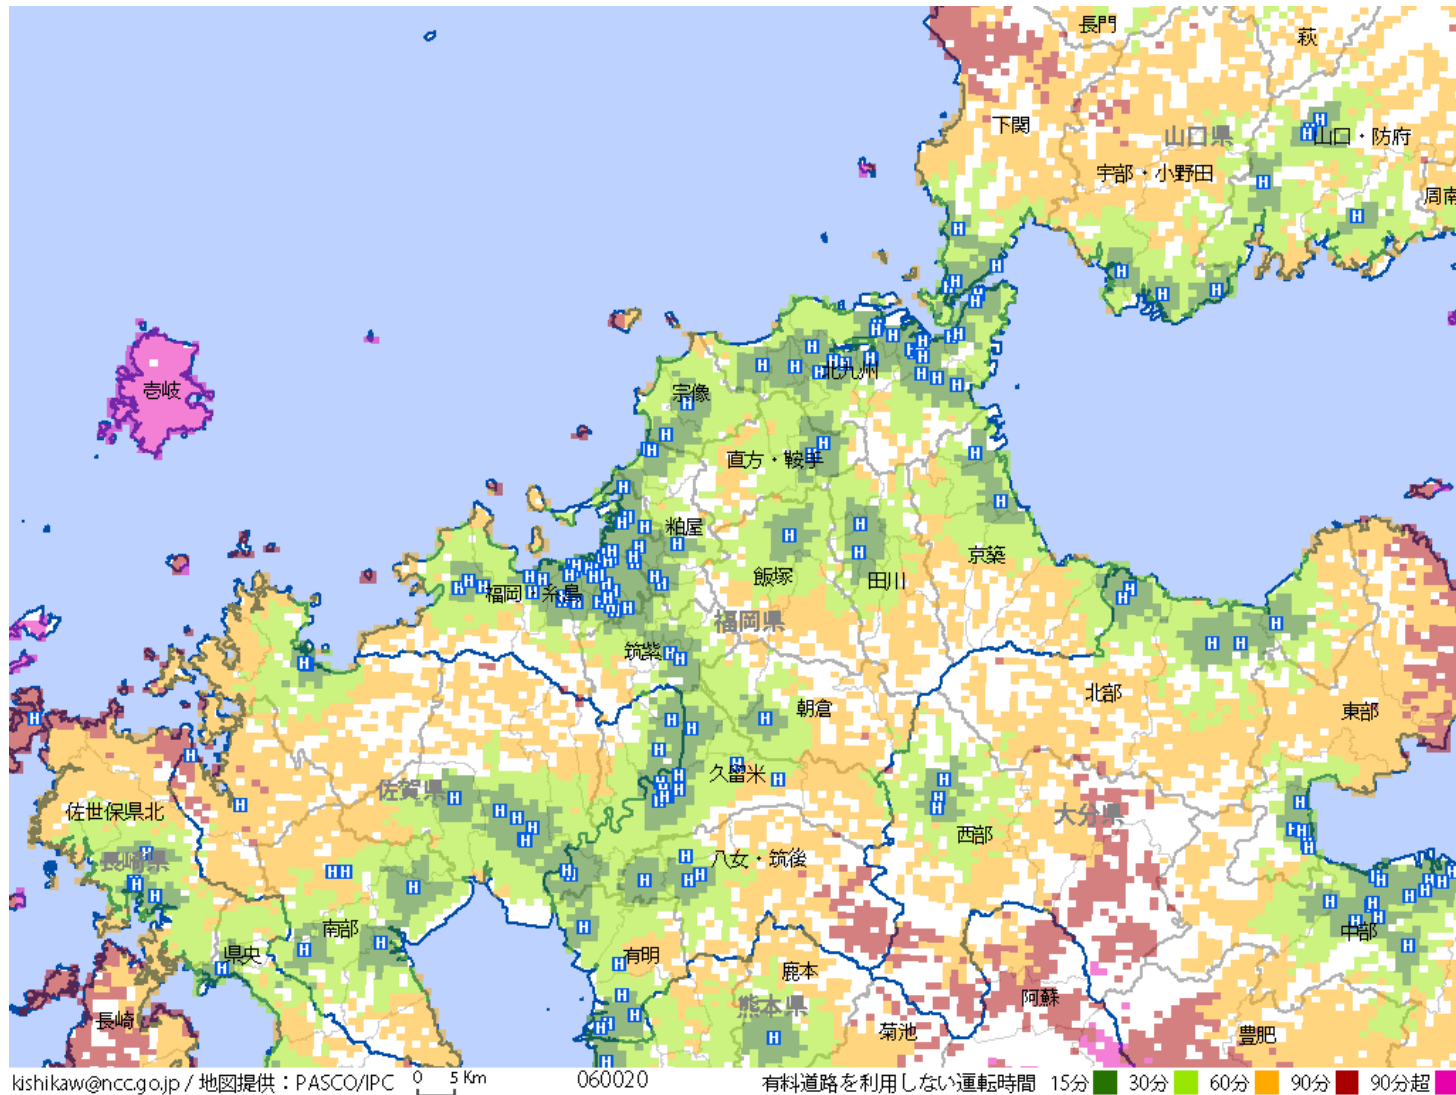 長門
萩
下関
山口県
山口・防府
宇部・小野田
周南
壱岐
北九州
宗像
直方・鞍手
粕屋
京築
飯塚
田川
福岡・糸島
福岡県
筑紫
朝倉
北部
東部
久留米
佐賀県
佐世保県北
大分県
西部
長崎県
八女・筑後
南部
中部
県央
有明
鹿本
阿蘇
熊本県
長崎
菊池
豊肥
kishikaw@ncc.go.jp / 地図提供：PASCO/IPC 0 5 Km 060020 有料道路を利用しない運転時間 15分 30分 60分 90分 90分超